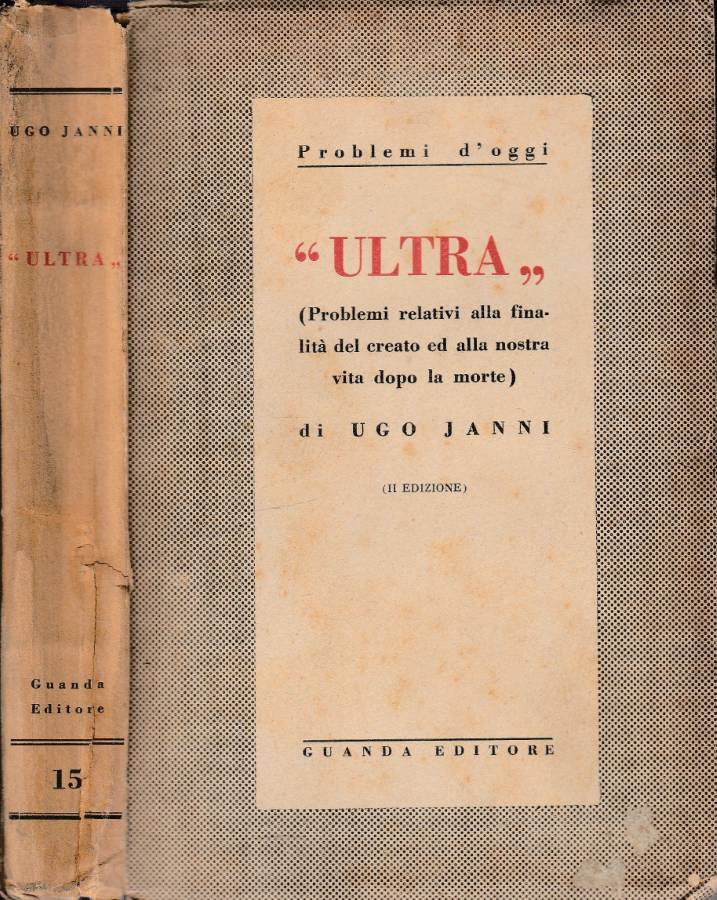 UGO JANNI
“ULTRA„
Guanda
Editore
15
Problemi d'oggi
“ULTRA„
(Problemi relativi alla fina-
lità del creato ed alla nostra
vita dopo la morte)
di UGO JANNI
(II EDIZIONE)
GUANDA EDITORE